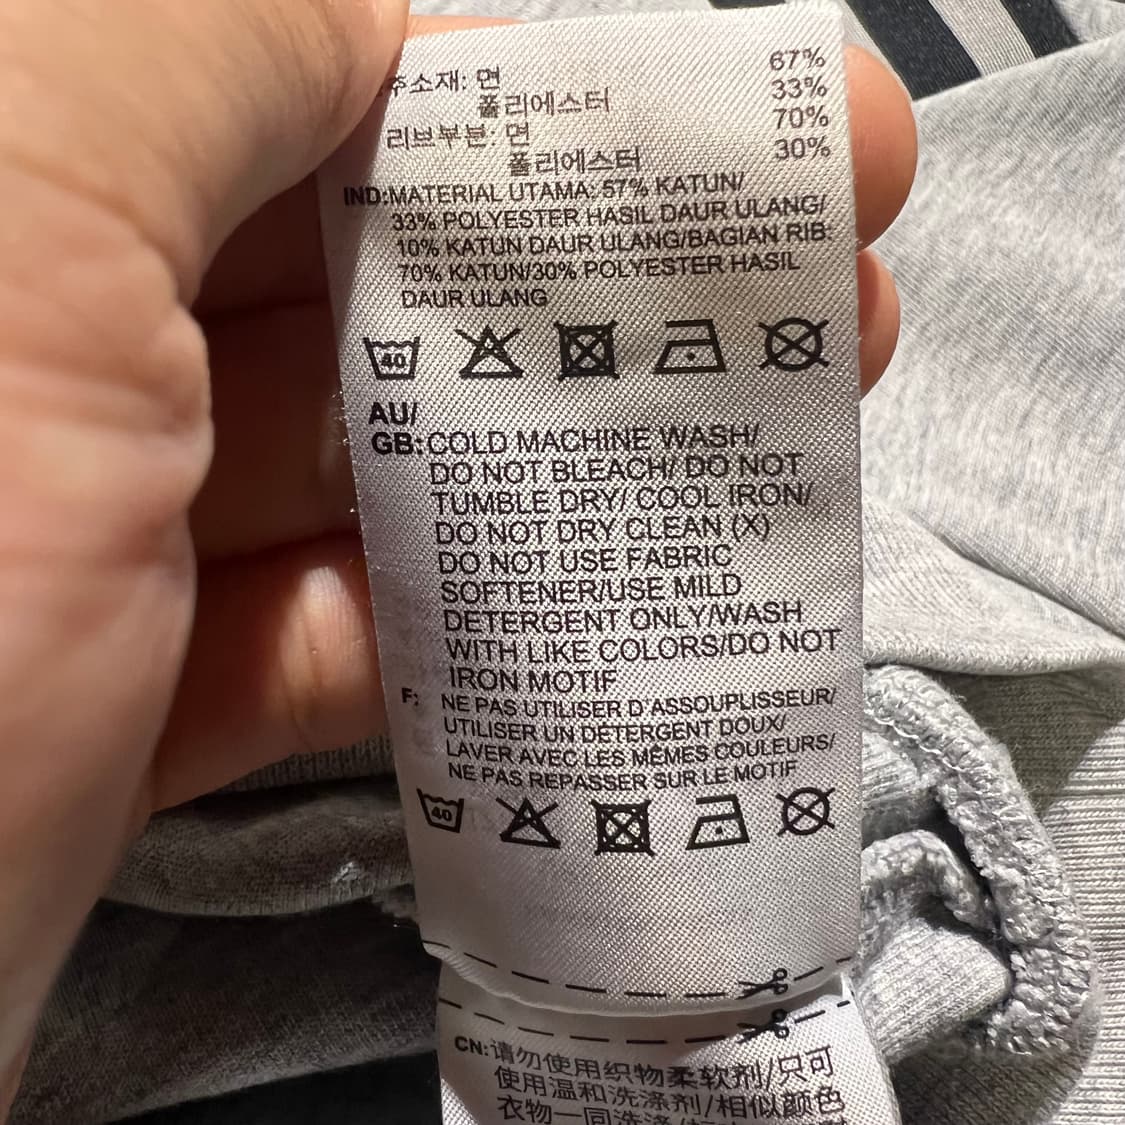 주소재: 면 67%
폴리에스터 33%
리브부분: 면 70%
폴리에스터 30%
IND:MATERIAL UTAMA: 57% KATUN/
33% POLYESTER HASIL DAUR ULANG/
10% KATUN DAUR ULANG/BAGIAN RIB:
70% KATUN/30% POLYESTER HASIL
DAUR ULANG
40
AU/
GB:COLD MACHINE WASH/
DO NOT BLEACH/ DO NOT
TUMBLE DRY/ COOL IRON/
DO NOT DRY CLEAN (X)
DO NOT USE FABRIC
SOFTENER/USE MILD
DETERGENT ONLY/WASH
WITH LIKE COLORS/DO NOT
IRON MOTIF
F: NE PAS UTILISER D'ASSOUPLISSEUR/
UTILISER UN DÉTERGENT DOUX/
LAVER AVEC LES MÊMES COULEURS/
NE PAS REPASSER SUR LE MOTIF
40
CN:请勿使用织物柔软剂/只可
使用温和洗涤剂/相似颜色
衣物一同洗涤/